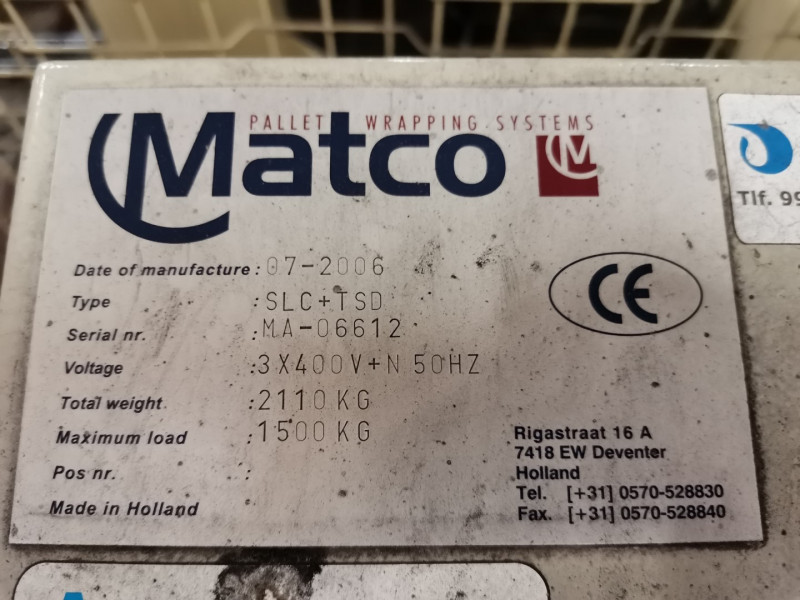 PALLET WRAPPING SYSTEMS
Matco
M
Date of manufacture : 07-2006
Type : SLC+TSD
Serial nr. : MA-06612
Voltage : 3X400V+N 50HZ
Total weight : 2110 KG
Maximum load : 1500 KG
Pos nr. :
Made in Holland
CE
Rigastraat 16 A
7418 EW Deventer
Holland
Tel. [+31] 0570-528830
Fax. [+31] 0570-528840
Tlf. 99